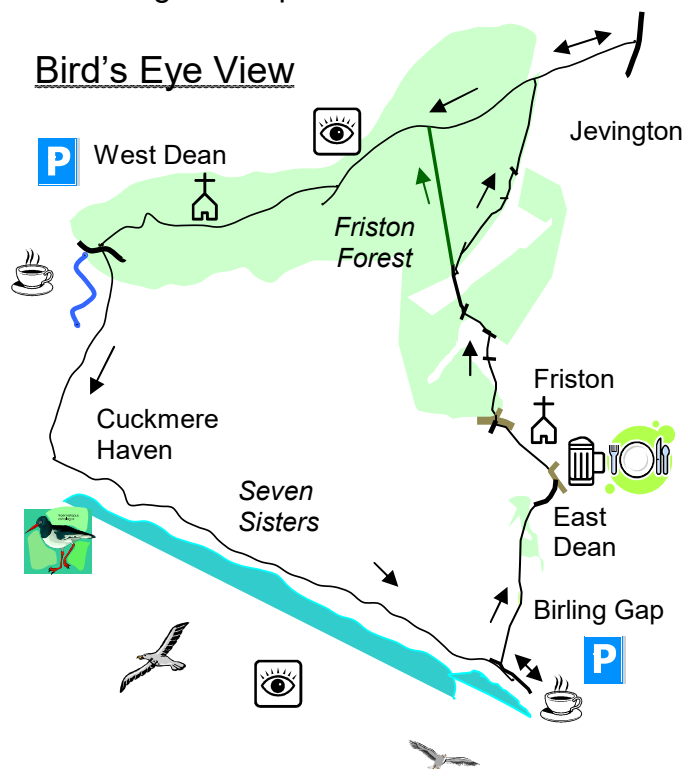 Bird's Eye View
Jevington
P
West Dean
Friston
Forest
Friston
Cuckmere
Haven
Seven
Sisters
East
Dean
Birling Gap
P